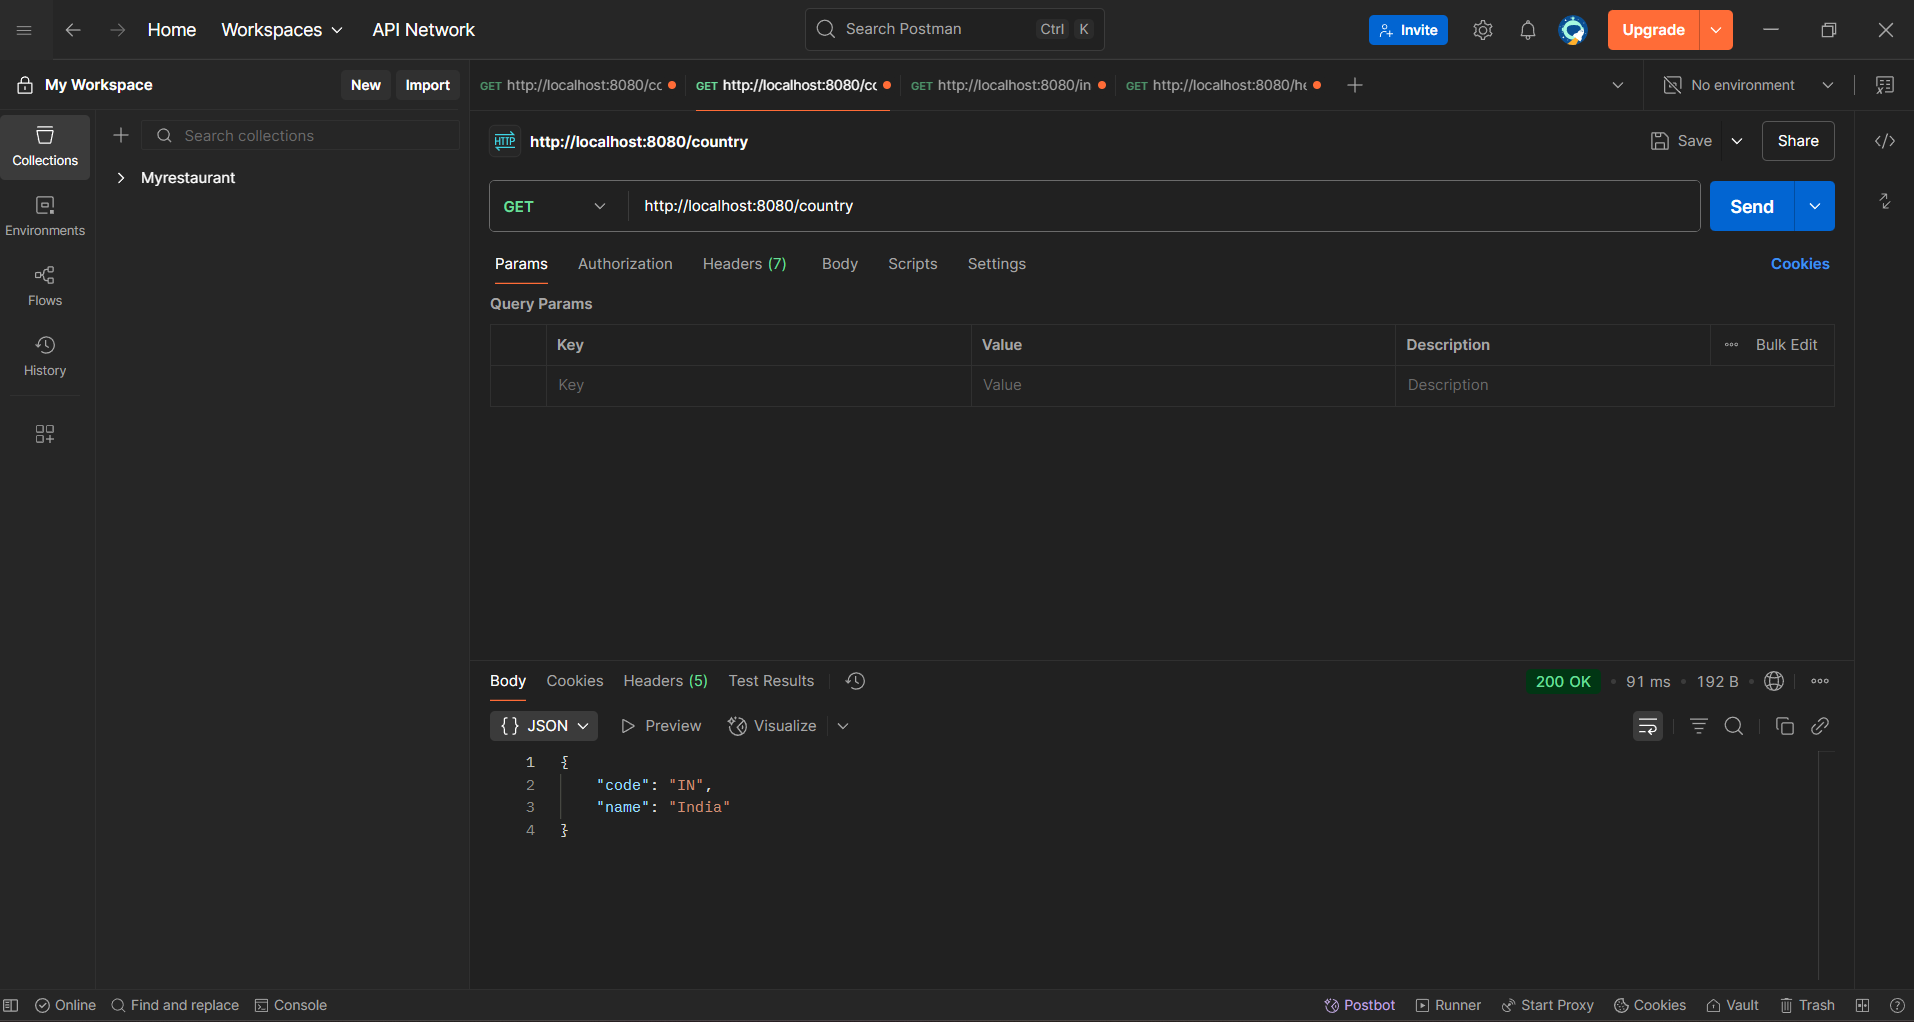 Home Workspaces API Network Search Postman Ctrl K Invite Upgrade
My Workspace New Import GET http://localhost:8080/cc GET http://localhost:8080/cc GET http://localhost:8080/in GET http://localhost:8080/he No environment
Collections Search collections HTTP http://localhost:8080/country Save Share
Myrestaurant
Environments GET http://localhost:8080/country Send
Params Authorization Headers (7) Body Scripts Settings Cookies
Flows Query Params
Key Value Description Bulk Edit
History Key Value Description
Body Cookies Headers (5) Test Results 200 OK 91 ms 192 B
{} JSON Preview Visualize
1 {
2 "code": "IN",
3 "name": "India"
4 }
Online Find and replace Console Postbot Runner Start Proxy Cookies Vault Trash